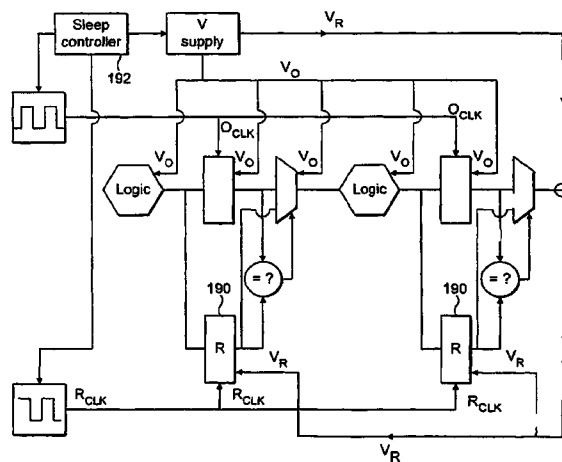 Sleep controller
V supply
V_R
192
V_O
O_CLK
O_CLK
V_O
V_O
V_O
V_O
V_O
Logic
Logic
= ?
= ?
190
190
R
R
V_R
V_R
R_CLK
R_CLK
R_CLK
V_R